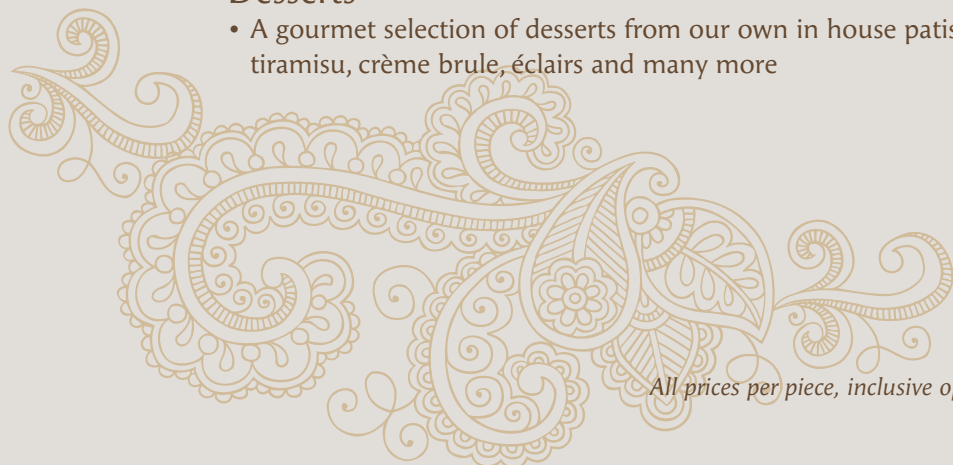 Desserts
• A gourmet selection of desserts from our own in house
tiramisu, crème brule, éclairs and many more
All prices per piece, inclusive